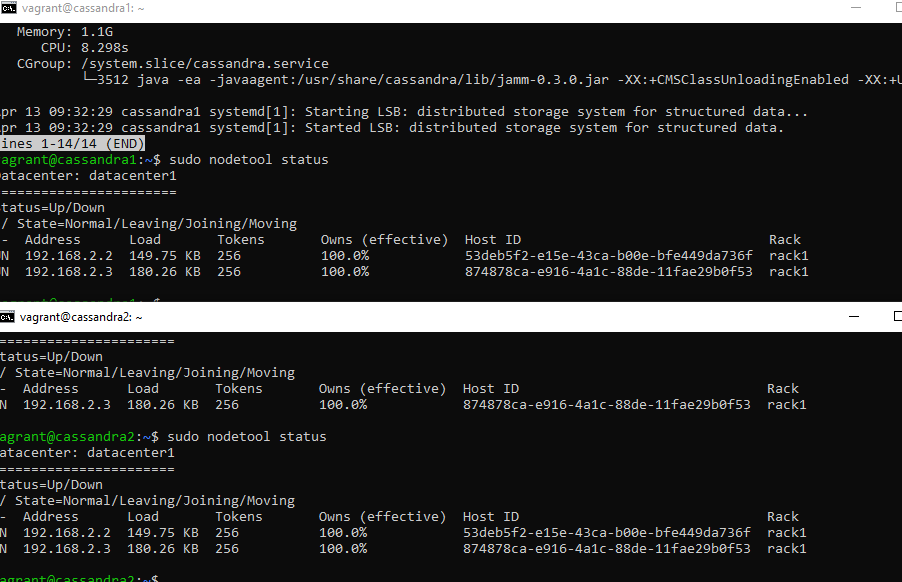 vagrant@cassandra1: ~
Memory: 1.1G
CPU: 8.298s
CGroup: /system.slice/cassandra.service
└─3512 java -ea -javaagent:/usr/share/cassandra/lib/jamm-0.3.0.jar -XX:+CMSClassUnloadingEnabled -XX:+U
pr 13 09:32:29 cassandra1 systemd[1]: Starting LSB: distributed storage system for structured data...
pr 13 09:32:29 cassandra1 systemd[1]: Started LSB: distributed storage system for structured data.
ines 1-14/14 (END)
agrant@cassandra1:~$ sudo nodetool status
atacenter: datacenter1
======================
tatus=Up/Down
/ State=Normal/Leaving/Joining/Moving
-  Address       Load       Tokens       Owns (effective)  Host ID                               Rack
N  192.168.2.2  149.75 KB  256          100.0%            53deb5f2-e15e-43ca-b00e-bfe449da736f  rack1
N  192.168.2.3  180.26 KB  256          100.0%            874878ca-e916-4a1c-88de-11fae29b0f53  rack1
vagrant@cassandra1:~$
vagrant@cassandra2: ~
======================
tatus=Up/Down
/ State=Normal/Leaving/Joining/Moving
-  Address       Load       Tokens       Owns (effective)  Host ID                               Rack
N  192.168.2.3  180.26 KB  256          100.0%            874878ca-e916-4a1c-88de-11fae29b0f53  rack1
agrant@cassandra2:~$ sudo nodetool status
atacenter: datacenter1
======================
tatus=Up/Down
/ State=Normal/Leaving/Joining/Moving
-  Address       Load       Tokens       Owns (effective)  Host ID                               Rack
N  192.168.2.2  149.75 KB  256          100.0%            53deb5f2-e15e-43ca-b00e-bfe449da736f  rack1
N  192.168.2.3  180.26 KB  256          100.0%            874878ca-e916-4a1c-88de-11fae29b0f53  rack1
agrant@cassandra2:~$